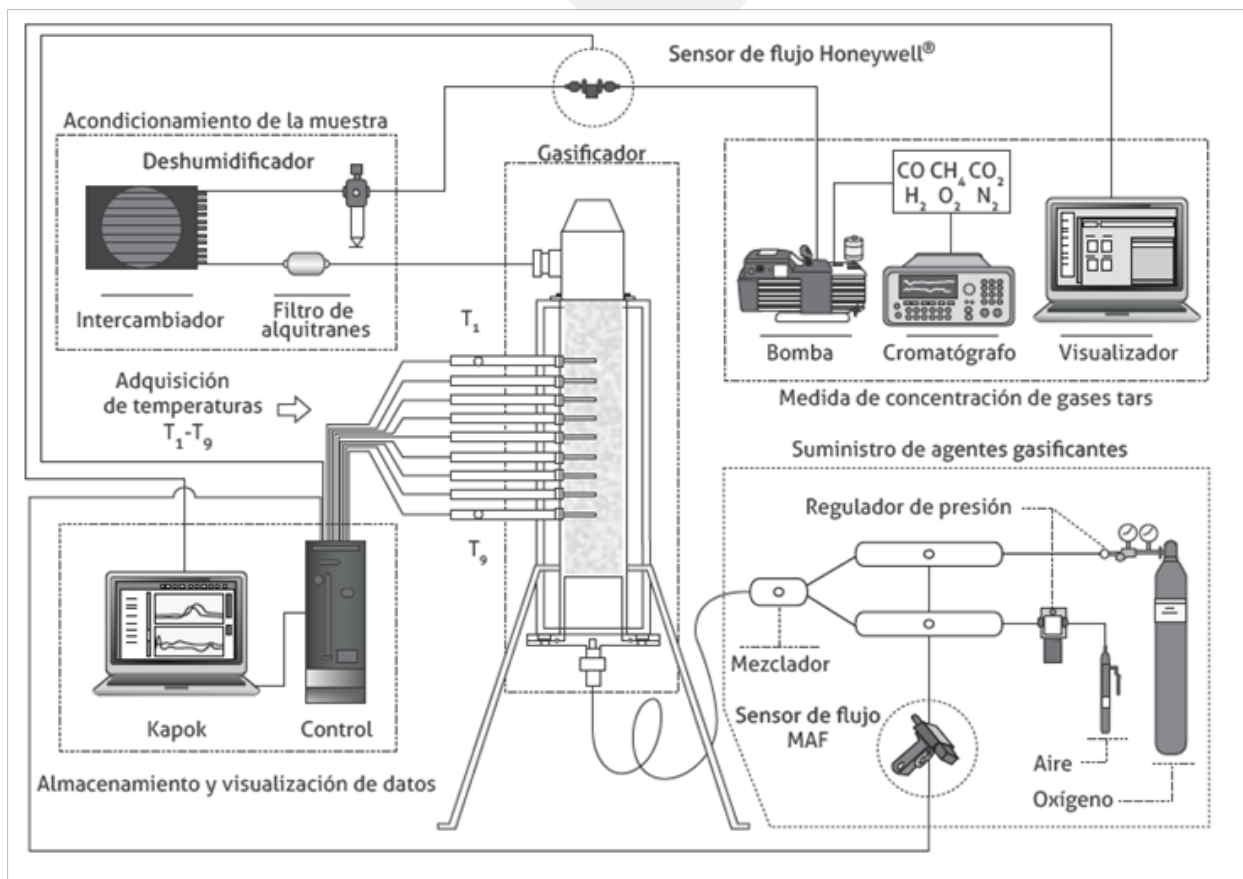 Sensor de flujo Honeywell®
Acondicionamiento de la muestra
Deshumidificador
Intercambiador
Filtro de
alquitranes
Gasificador
CO CH₄ CO₂
H₂ O₂ N₂
Bomba
Cromatógrafo
Visualizador
Medida de concentración de gases tars
T₁
Adquisición
de temperaturas
T₁-T₉
T₉
Suministro de agentes gasificantes
Regulador de presión
Mezclador
Sensor de flujo
MAF
Aire
Oxígeno
Kapok
Control
Almacenamiento y visualización de datos